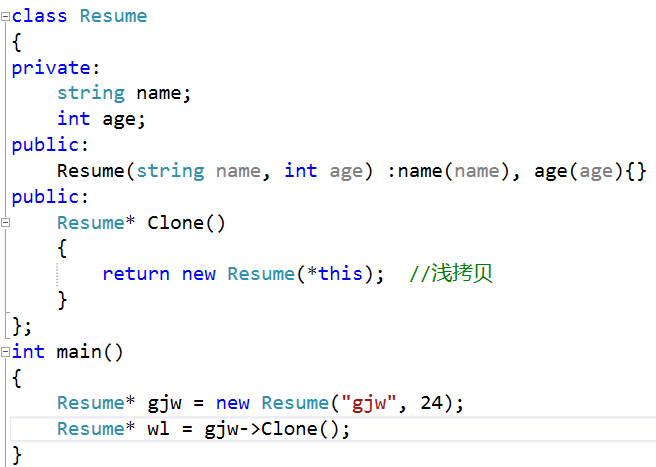 class Resume
{
private:
    string name;
    int age;
public:
    Resume(string name, int age) :name(name), age(age){}
public:
    Resume* Clone()
    {
        return new Resume(*this);  //浅拷贝
    }
};
int main()
{
    Resume* gjw = new Resume("gjw", 24);
    Resume* wl = gjw->Clone();
}